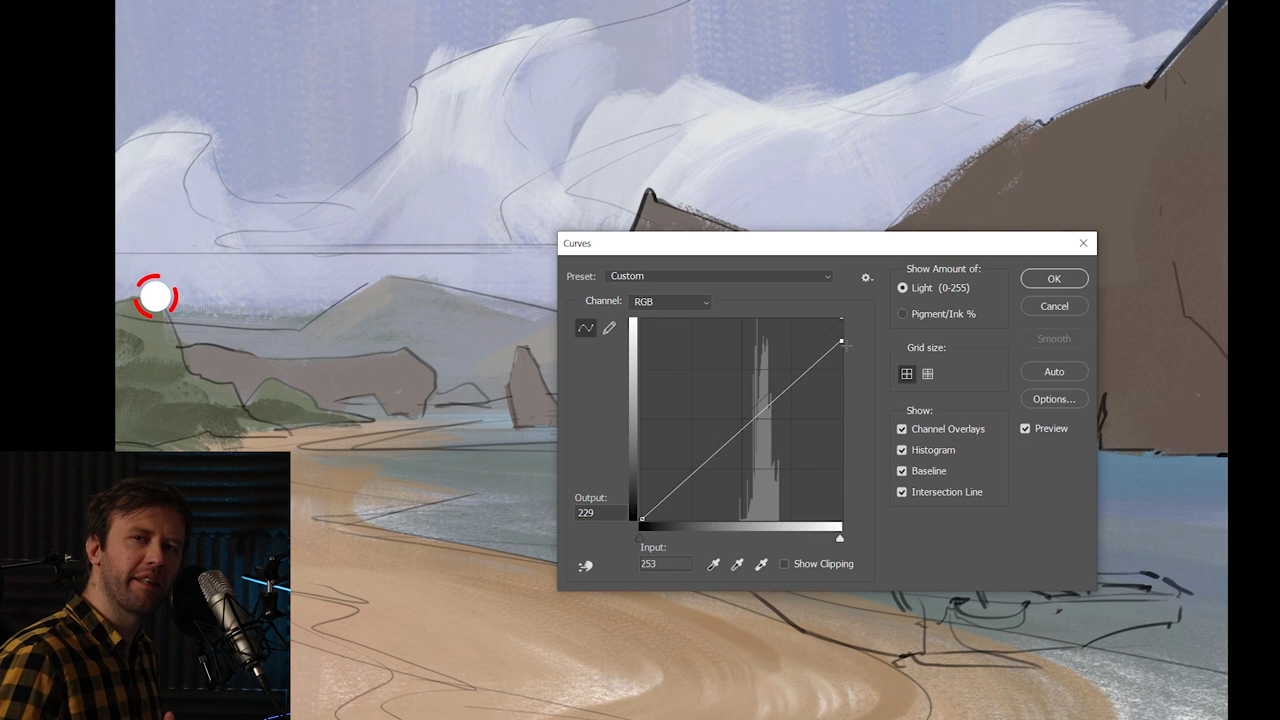 Curves
Preset: Custom
Channel: RGB
Output:
229
Input:
253
Show Clipping
Show Amount of:
Light (0-255)
Pigment/Ink %
Grid size:
Show:
Channel Overlays
Histogram
Baseline
Intersection Line
OK
Cancel
Smooth
Auto
Options...
Preview